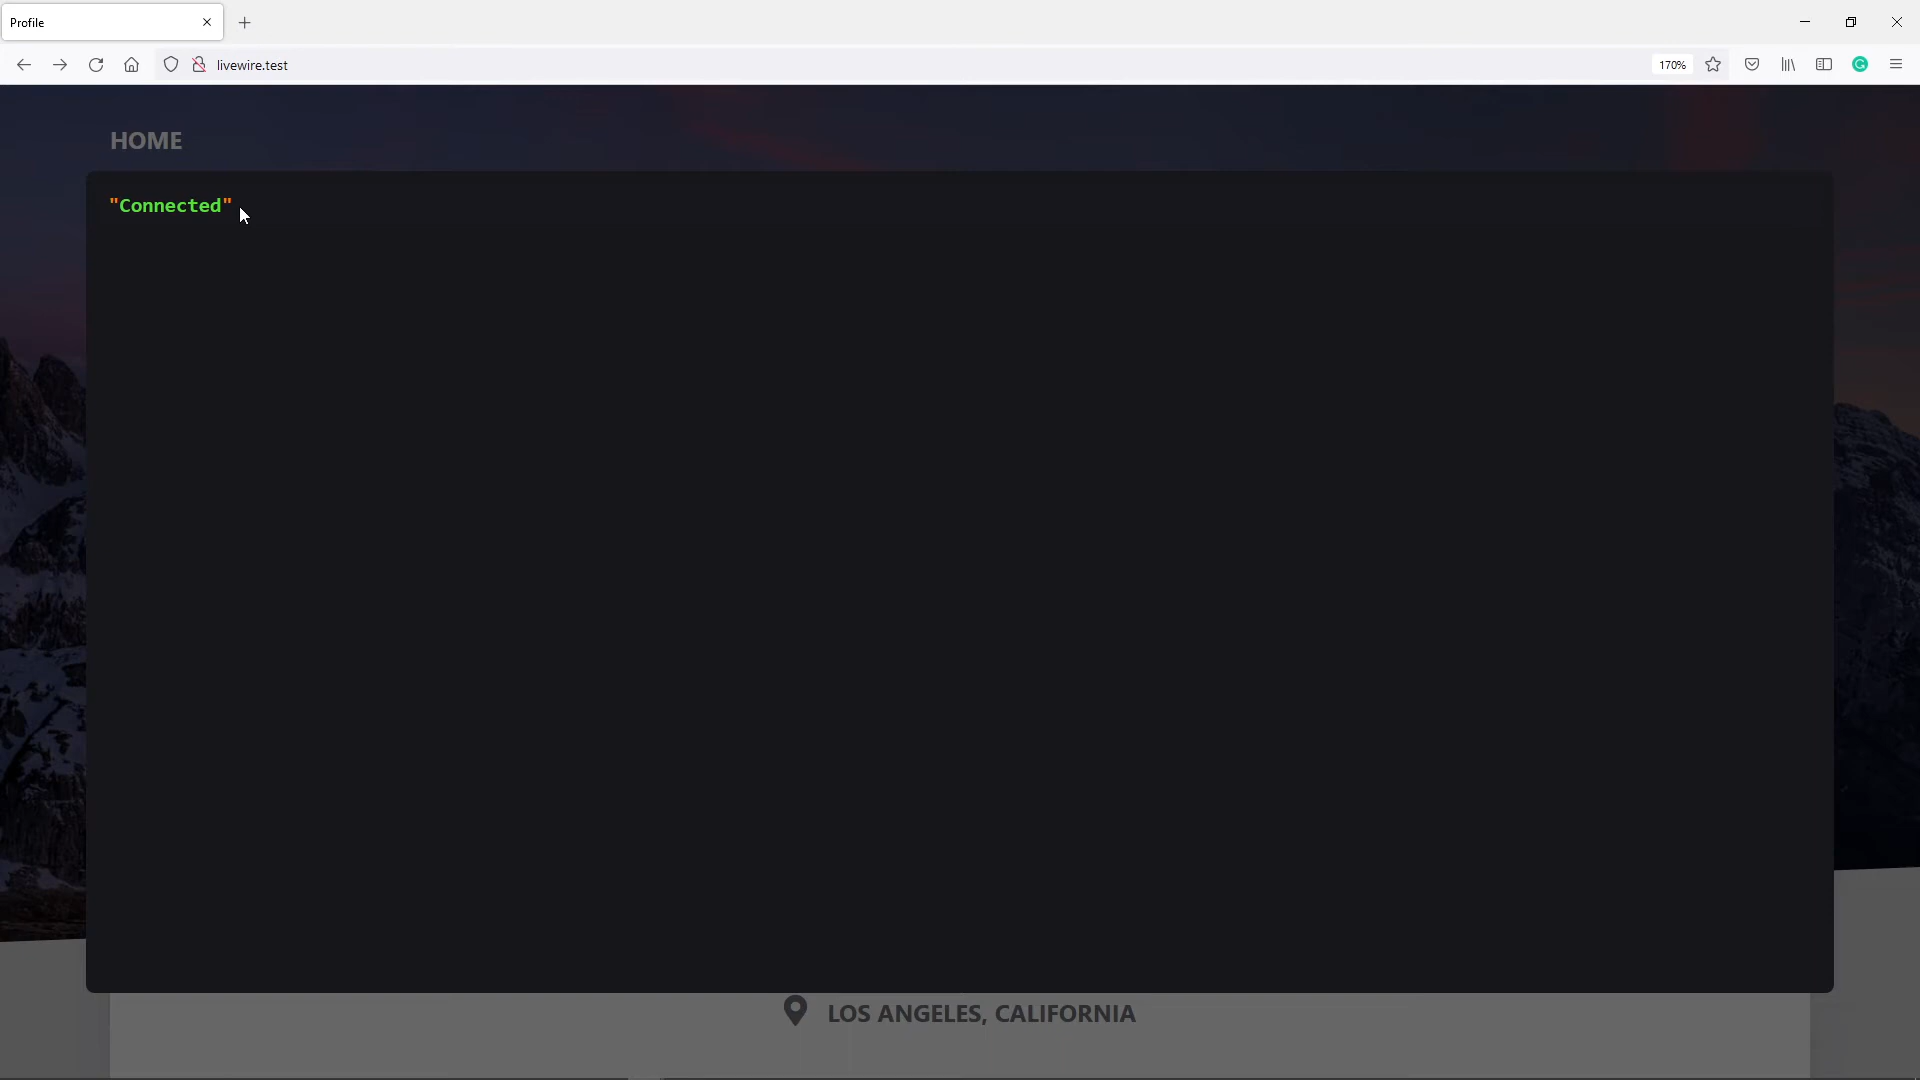 Profile
livewire.test
170%
HOME
"Connected"
LOS ANGELES, CALIFORNIA